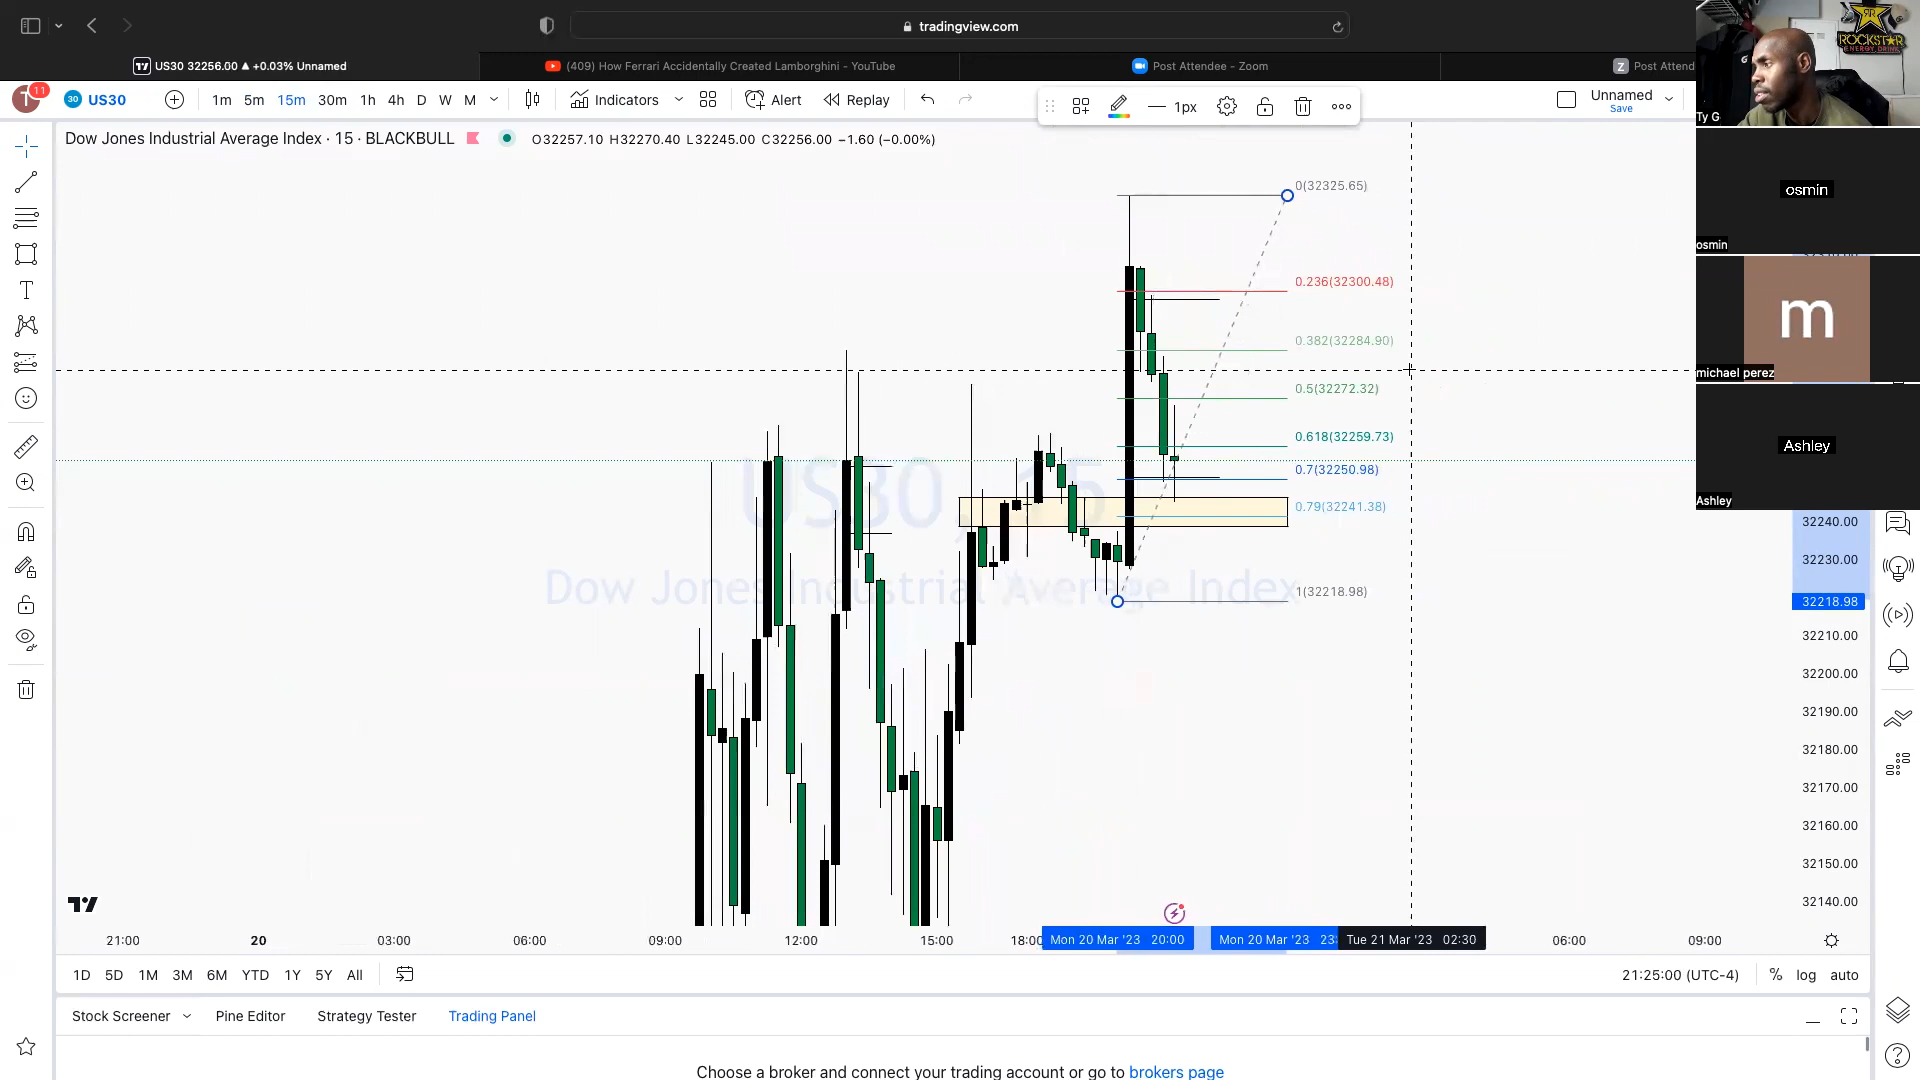 tradingview.com
US30 32256.00 ▲ +0.03% Unnamed
(409) How Ferrari Accidentally Created Lamborghini - YouTube
Post Attendee - Zoom
Z Post Attend
ROCKSTAR
ENERGY DRINK
Ty G
T 11 30 US30 1m 5m 15m 30m 1h 4h D W M Indicators Alert Replay 1px Unnamed
Save
Dow Jones Industrial Average Index · 15 · BLACKBULL O32257.10 H32270.40 L32245.00 C32256.00 −1.60 (−0.00%)
osmin
osmin
m
michael perez
Ashley
Ashley
0(32325.65)
0.236(32300.48)
0.382(32284.90)
0.5(32272.32)
0.618(32259.73)
0.7(32250.98)
0.79(32241.38)
1(32218.98)
US30, 15
Dow Jones Industrial Average Index
32240.00
32230.00
32218.98
32210.00
32200.00
32190.00
32180.00
32170.00
32160.00
32150.00
32140.00
21:00 20 03:00 06:00 09:00 12:00 15:00 18:00 Mon 20 Mar '23 20:00 Mon 20 Mar '23 23: Tue 21 Mar '23 02:30 06:00 09:00
1D 5D 1M 3M 6M YTD 1Y 5Y All 21:25:00 (UTC-4) % log auto
Stock Screener Pine Editor Strategy Tester Trading Panel
Choose a broker and connect your trading account or go to brokers page